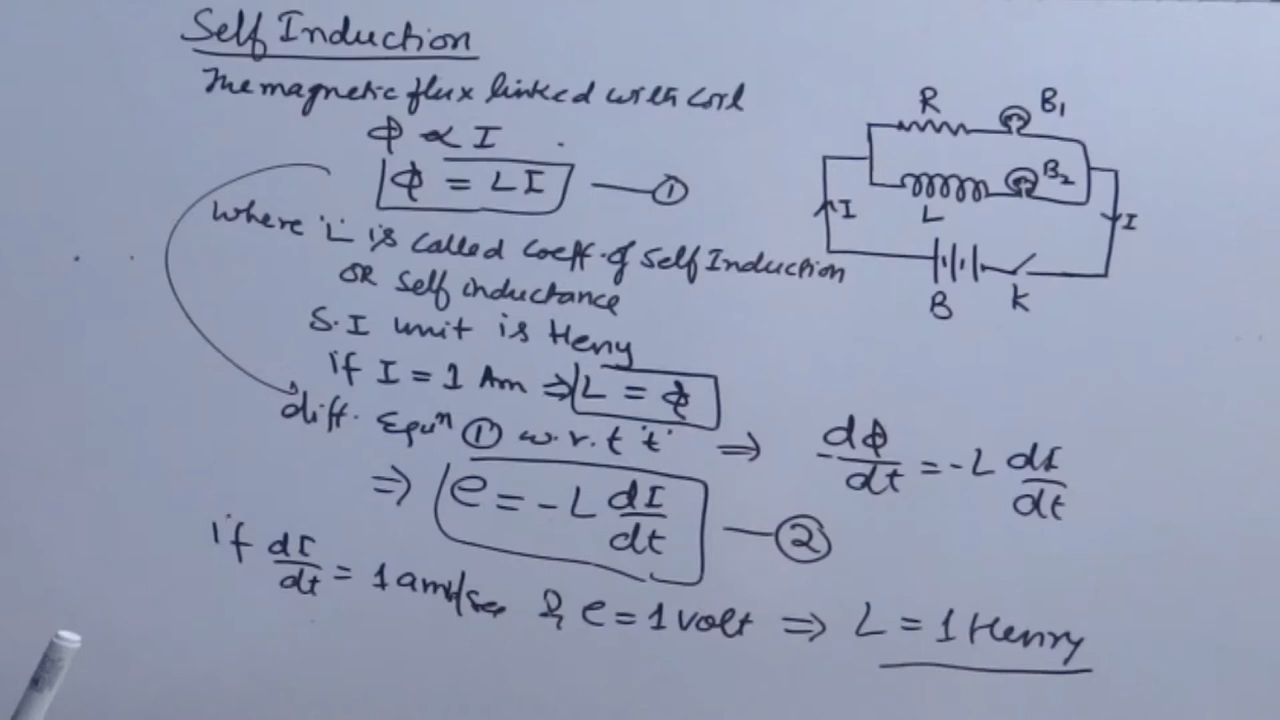 Self Induction
The magnetic flux linked with coil
Φ ∝ I
Φ = LI —①
where 'L' is called coeff. of self Induction
OR self inductance
S.I unit is Heny
if I = 1 Am ⇒ L = Φ
diff. Equⁿ ① w.r.t 't' ⇒ -dΦ/dt = -L dI/dt
⇒ e = -L dI/dt —②
if dI/dt = 1 amp/sec & e = 1 volt ⇒ L = 1 Henry
R B₁
L B₂
I I
B K